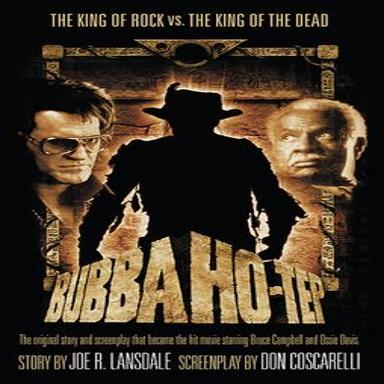 THE KING OF ROCK vs. THE KING OF THE DEAD
BUBBA HO-TEP
The original story and screenplay that became the hit movie starring Bruce Campbell and Ossie Davis.
STORY BY JOE R. LANSDALE SCREENPLAY BY DON COSCARELLI